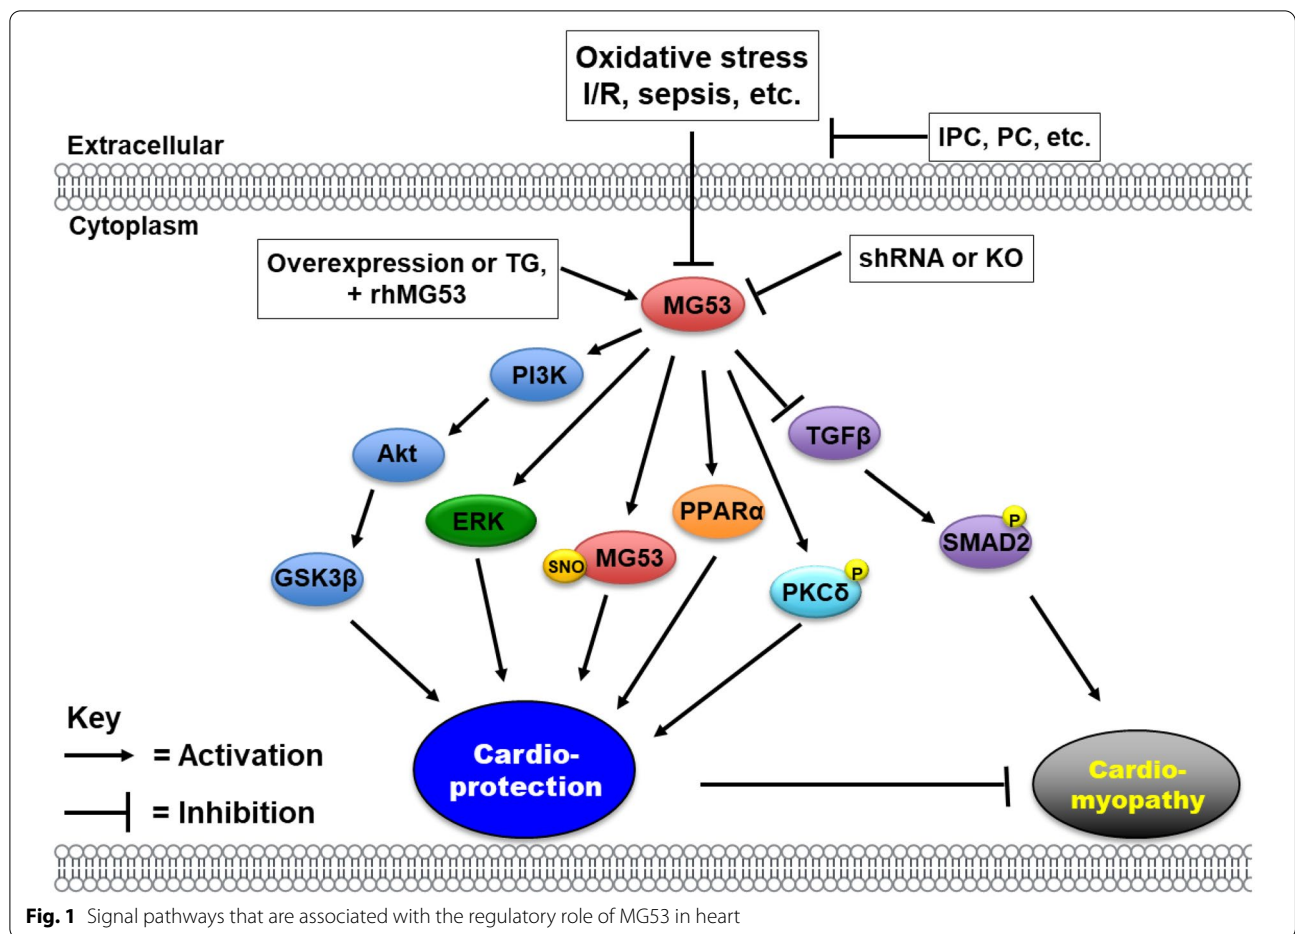 Oxidative stress
I/R, sepsis, etc.
IPC, PC, etc.
Extracellular
Cytoplasm
Overexpression or TG,
+ rhMG53
shRNA or KO
MG53
PI3K
TGFβ
Akt
PPARα
ERK
P
SMAD2
MG53
SNO
P
GSK3β
PKCδ
Key
= Activation
= Inhibition
Cardio-
protection
Cardio-
myopathy
Fig. 1 Signal pathways that are associated with the regulatory role of MG53 in heart